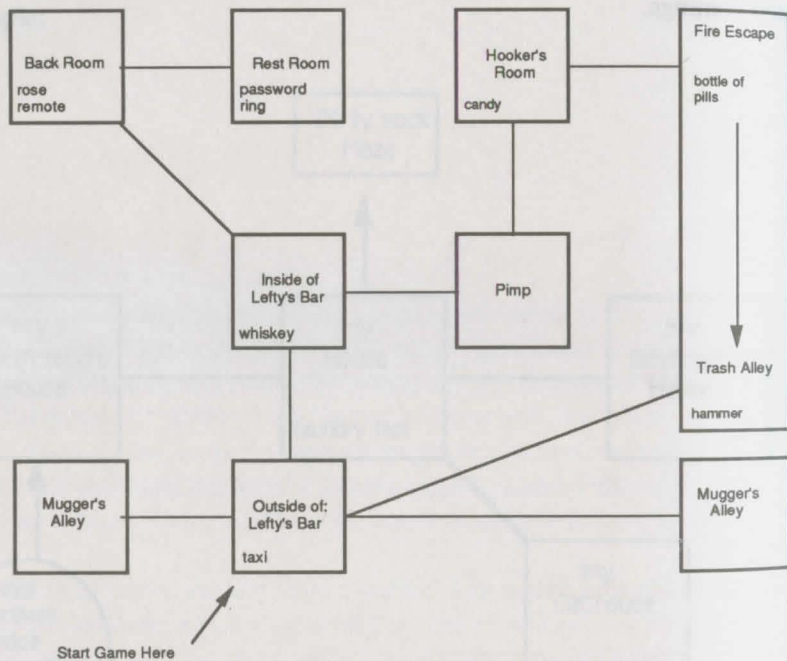 Back Room
rose
remote
Rest Room
password
ring
Hooker's
Room
candy
Fire Escape
bottle of
pills
Inside of
Lefty's Bar
whiskey
Pimp
Trash Alley
hammer
Mugger's
Alley
Outside of:
Lefty's Bar
taxi
Mugger's
Alley
Start Game Here